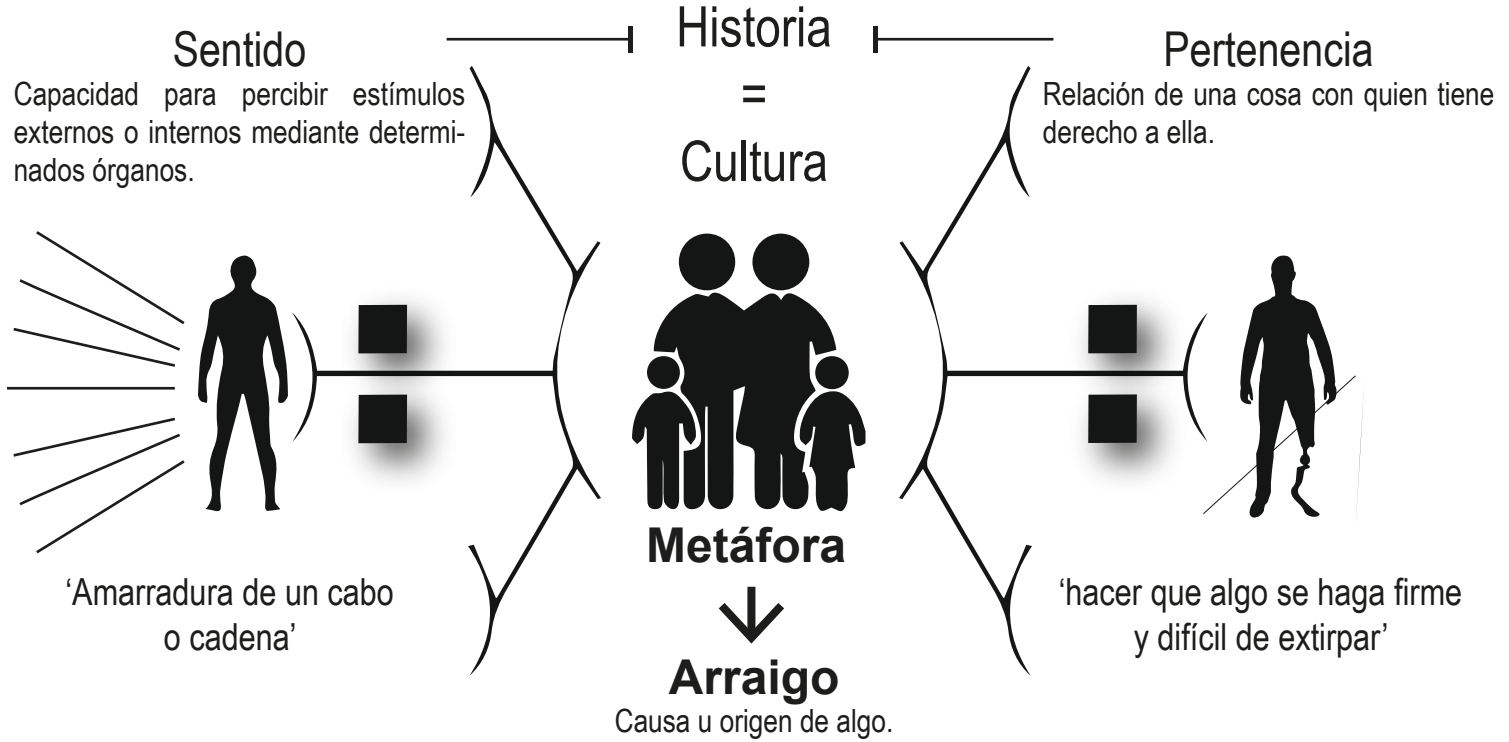 Sentido
Capacidad para percibir estímulos
externos o internos mediante determi-
nados órganos.
Historia
=
Cultura
Pertenencia
Relación de una cosa con quien tiene
derecho a ella.
‘Amarradura de un cabo
o cadena’
Metáfora
Arraigo
Causa u origen de algo.
‘hacer que algo se haga firme
y difícil de extirpar’